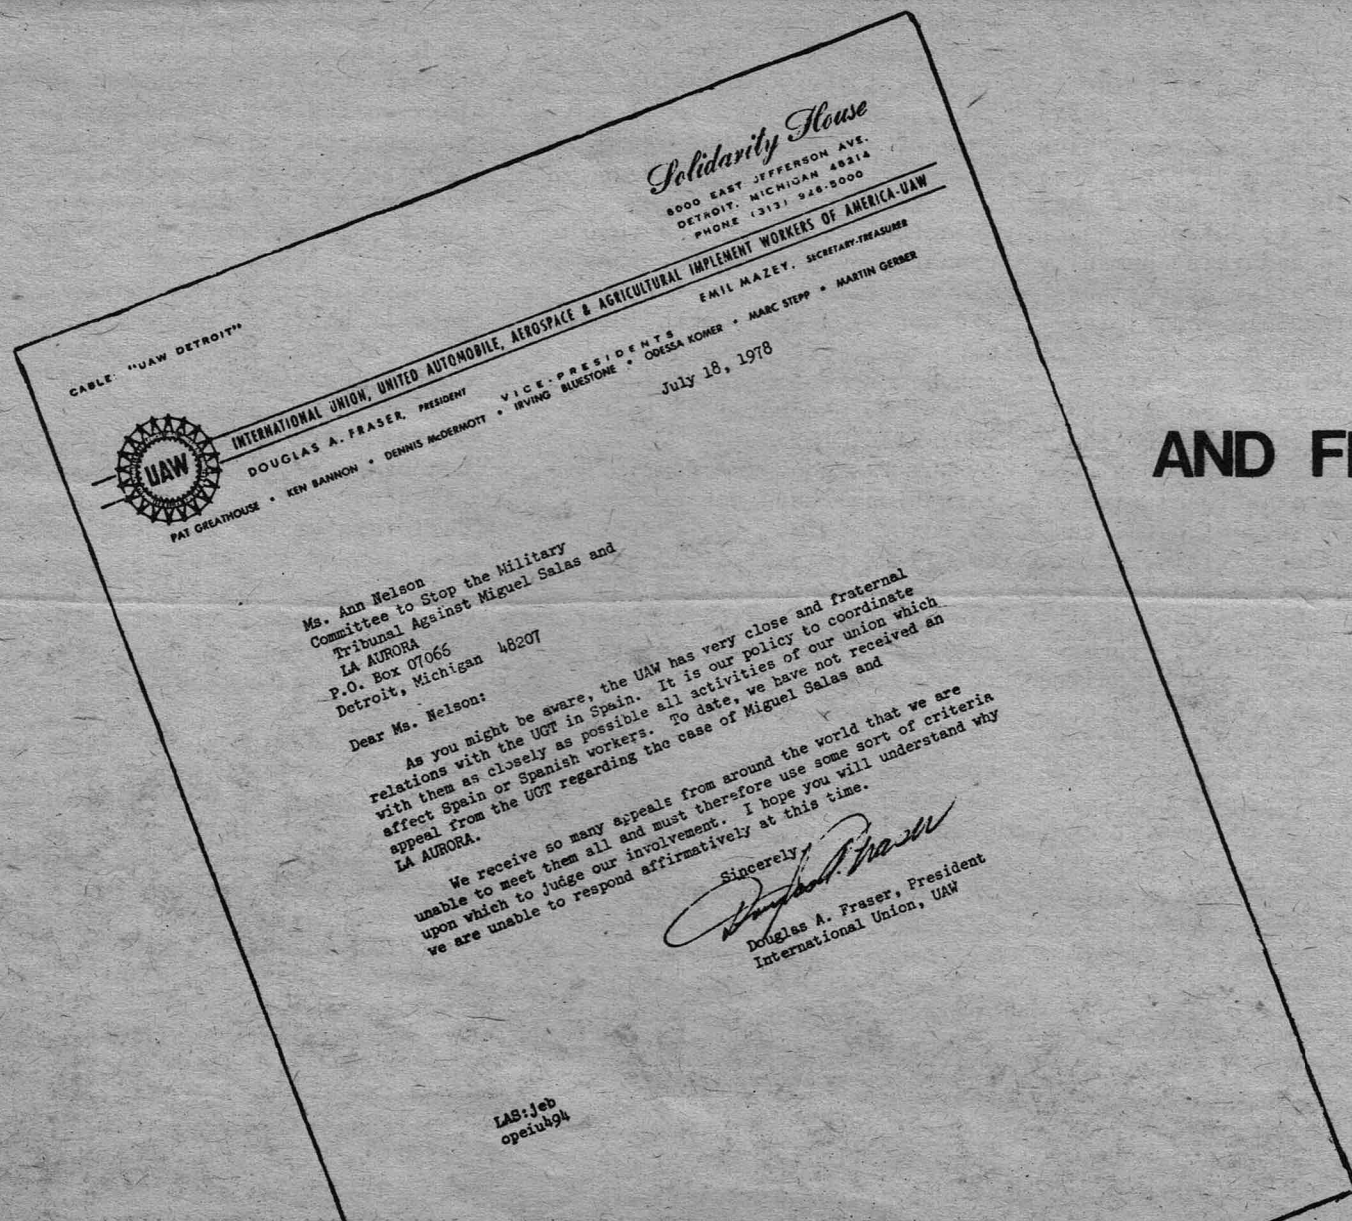 Solidarity House
8000 EAST JEFFERSON AVE.
DETROIT, MICHIGAN 48214
PHONE (313) 926-5000
CABLE: "UAW DETROIT"
INTERNATIONAL UNION, UNITED AUTOMOBILE, AEROSPACE & AGRICULTURAL IMPLEMENT WORKERS OF AMERICA-UAW
UAW
DOUGLAS A. FRASER, PRESIDENT
EMIL MAZEY, SECRETARY-TREASURER
VICE-PRESIDENTS
PAT GREATHOUSE • KEN BANNON • DENNIS McDERMOTT • IRVING BLUESTONE • ODESSA KOMER • MARC STEPP • MARTIN GERBER
July 18, 1978
AND
Ms. Ann Nelson
Committee to Stop the Military
Tribunal Against Miguel Salas and
LA AURORA
P.O. Box 07066
Detroit, Michigan 48207
Dear Ms. Nelson:
As you might be aware, the UAW has very close and fraternal
relations with the UGT in Spain. It is our policy to coordinate
with them as closely as possible all activities of our union which
affect Spain or Spanish workers. To date, we have not received an
appeal from the UGT regarding the case of Miguel Salas and
LA AURORA.
We receive so many appeals from around the world that we are
unable to meet them all and must therefore use some sort of criteria
upon which to judge our involvement. I hope you will understand why
we are unable to respond affirmatively at this time.
Sincerely,
Douglas A. Fraser
Douglas A. Fraser, President
International Union, UAW
LAS:jeb
opeiu494